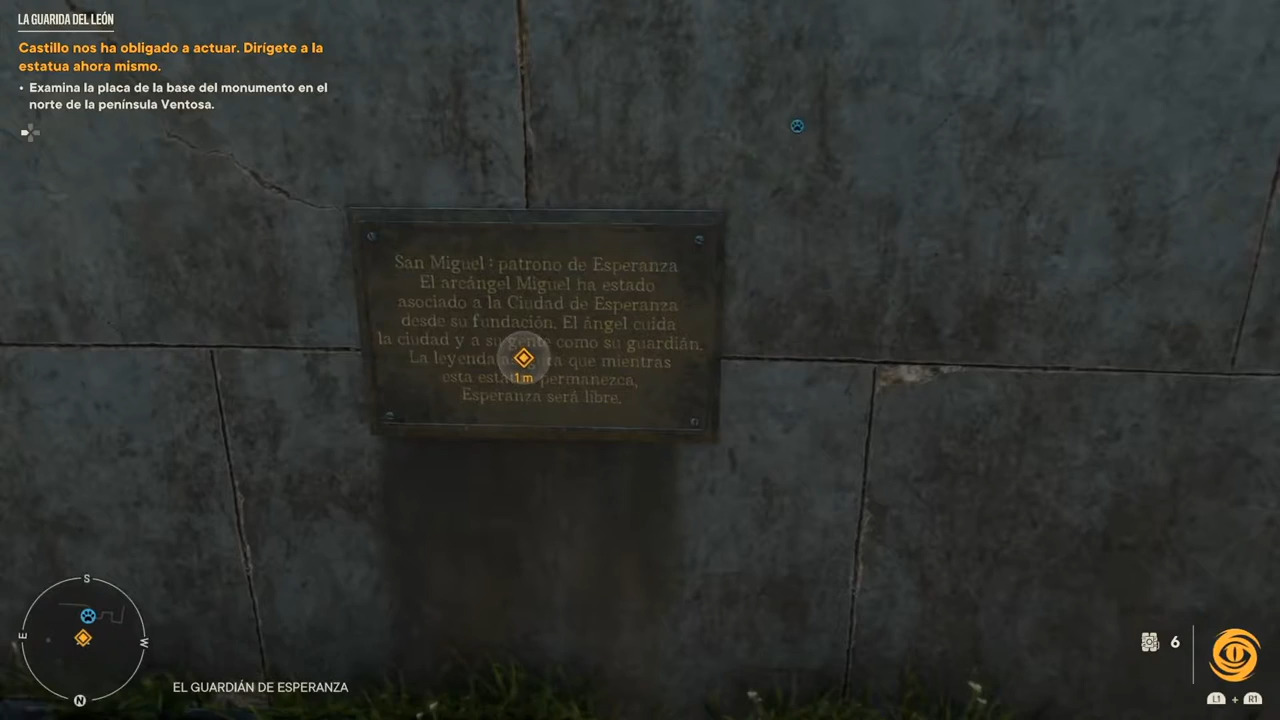 LA GUARIDA DEL LEÓN
Castillo nos ha obligado a actuar. Dirígete a la
estatua ahora mismo.
• Examina la placa de la base del monumento en el
norte de la península Ventosa.
San Miguel: patrono de Esperanza
El arcángel Miguel ha estado
asociado a la Ciudad de Esperanza
desde su fundación. El ángel cuida
la ciudad y a su gente como su guardián.
La leyenda que mientras
esta permanezca,
Esperanza será libre.
1 m
S
E
W
N
EL GUARDIÁN DE ESPERANZA
6
L1 + R1